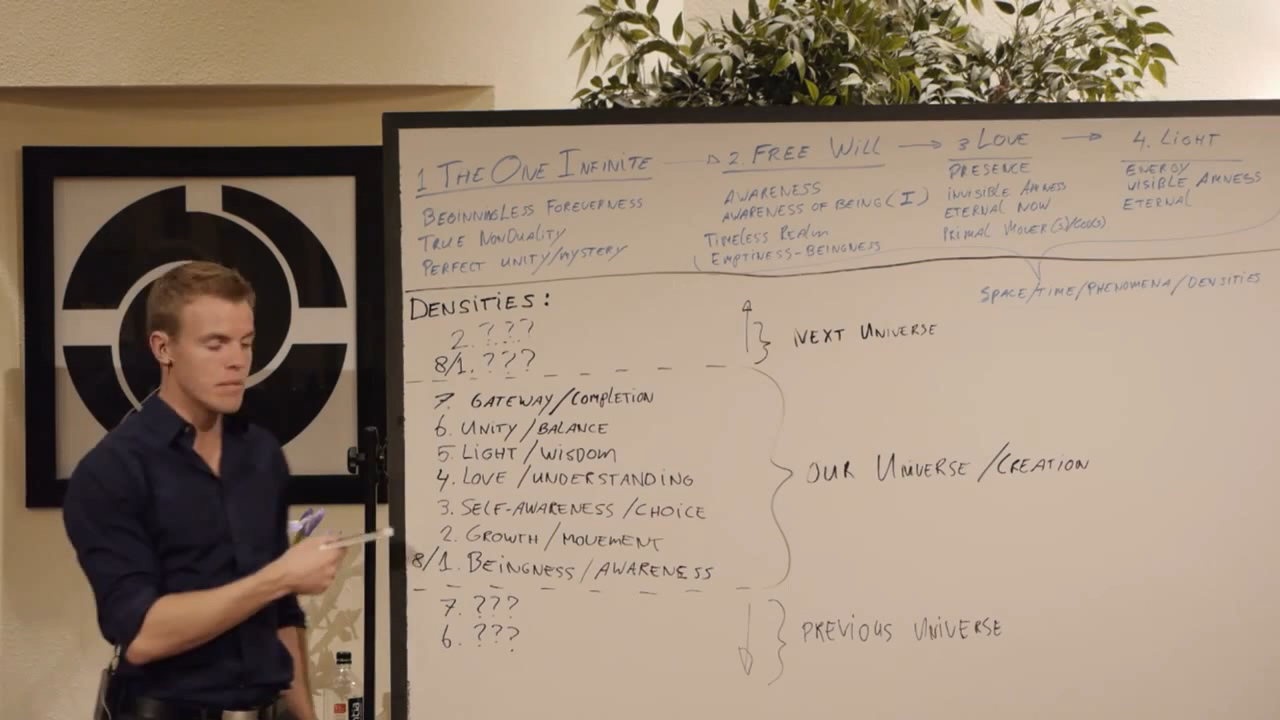 1 THE ONE INFINITE
BEGINNINGLESS FOREVERNESS
TRUE NONDUALITY
PERFECT UNITY/MYSTERY
2. FREE WILL
AWARENESS
AWARENESS OF BEING (I)
TIMELESS REALM
EMPTINESS-BEINGNESS
3 LOVE
PRESENCE
INVISIBLE AMNESS
ETERNAL NOW
PRIMAL MOVER(S)/GOD(S)
4. LIGHT
ENERGY
VISIBLE AMNESS
ETERNAL
SPACE/TIME/PHENOMENA/DENSITIES
DENSITIES:
2. ???
8/1. ???
NEXT UNIVERSE
7. GATEWAY/COMPLETION
6. UNITY/BALANCE
5. LIGHT/WISDOM
4. LOVE/UNDERSTANDING
3. SELF-AWARENESS/CHOICE
2. GROWTH/MOVEMENT
8/1. BEINGNESS/AWARENESS
OUR UNIVERSE/CREATION
7. ???
6. ???
PREVIOUS UNIVERSE